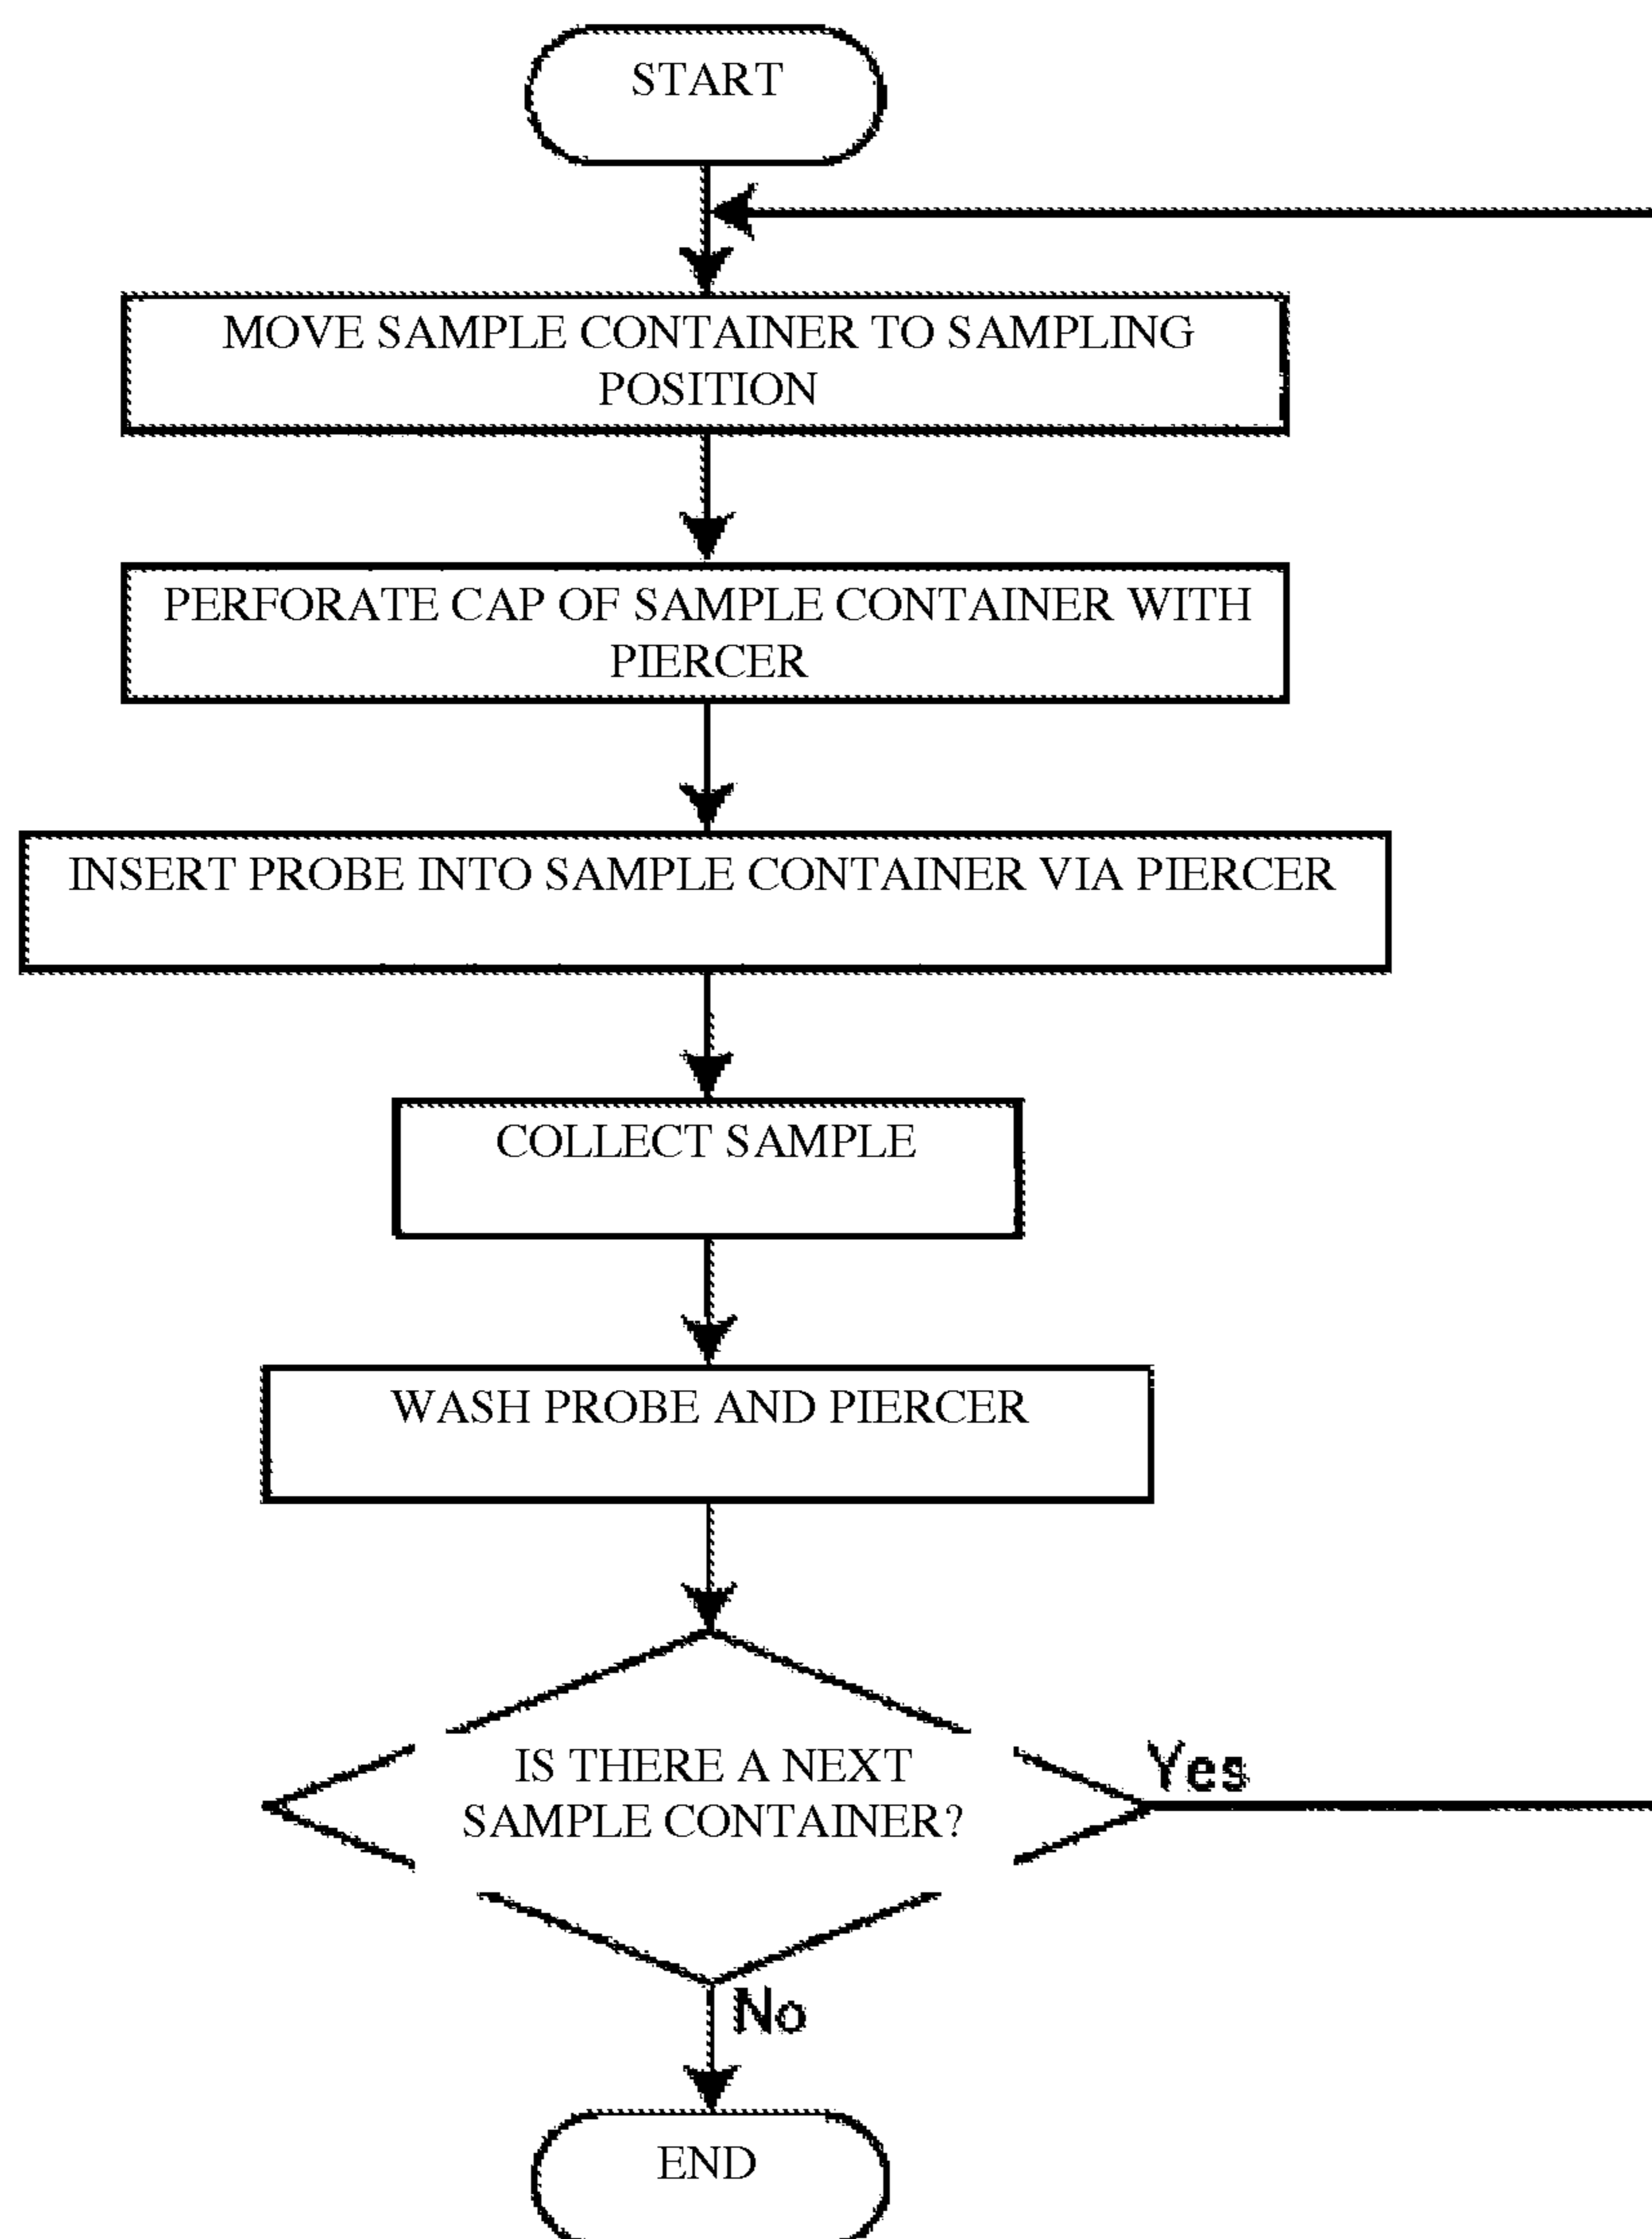 START
MOVE SAMPLE CONTAINER TO SAMPLING
POSITION
PERFORATE CAP OF SAMPLE CONTAINER WITH
PIERCER
INSERT PROBE INTO SAMPLE CONTAINER VIA PIERCER
COLLECT SAMPLE
WASH PROBE AND PIERCER
IS THERE A NEXT
SAMPLE CONTAINER?
Yes
No
END